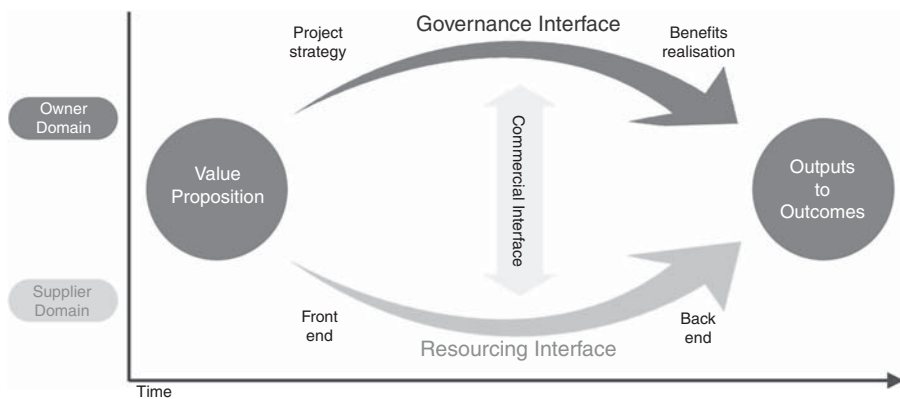 Project
strategy
Governance Interface
Benefits
realisation
Owner
Domain
Value
Proposition
Commercial Interface
Outputs
to
Outcomes
Supplier
Domain
Front
end
Resourcing Interface
Back
end
Time